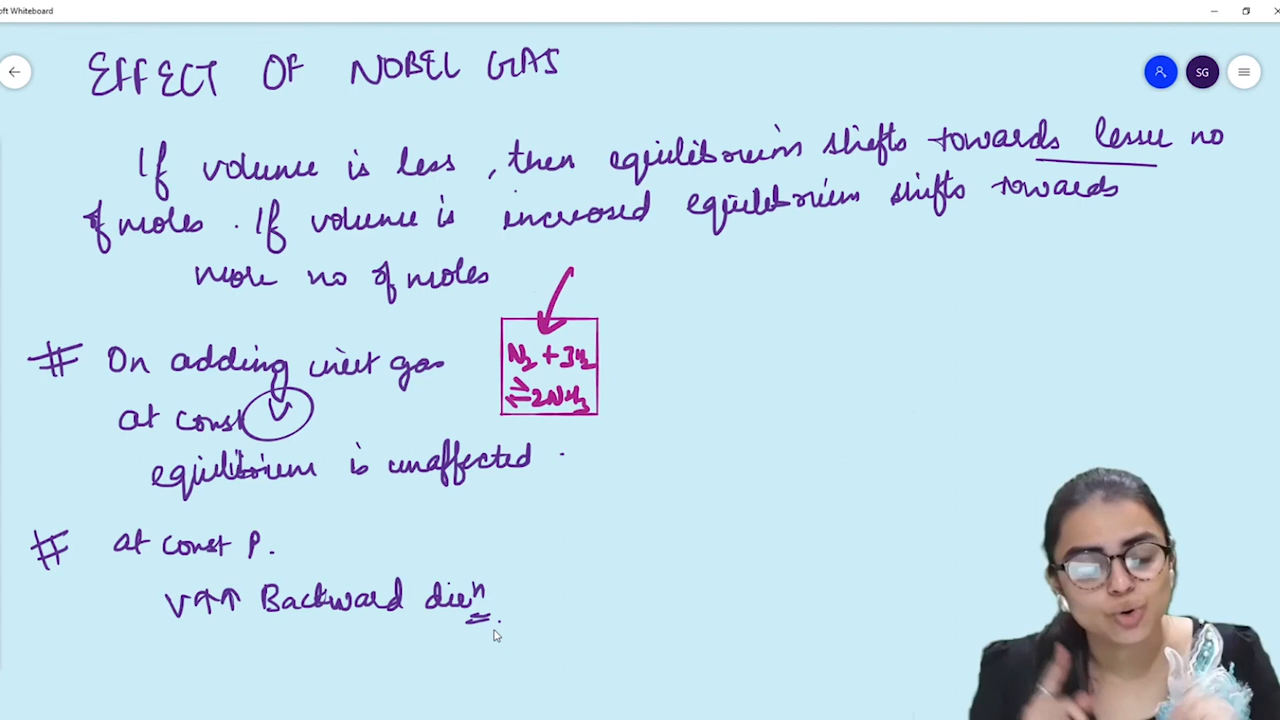 oft Whiteboard
EFFECT OF NOBEL GAS
SG
If volume is less, then equilibrium shifts towards lesser no
of moles. If volume is increased equilibrium shifts towards
more no of moles
# On adding inert gas
at const V
equilibrium is unaffected.
N2 + 3H2
⇌2NH3
# at const P.
V↑↑ Backward dirn.